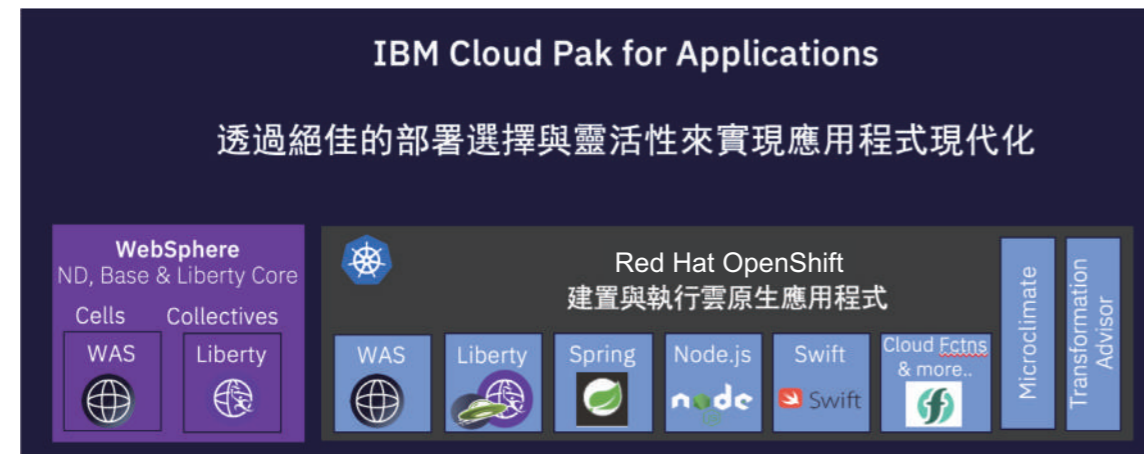 IBM Cloud Pak for Applications
透過絕佳的部署選擇與靈活性來實現應用程式現代化
WebSphere
ND, Base & Liberty Core
Cells
Collectives
WAS
Liberty
Red Hat OpenShift
建置與執行雲原生應用程式
WAS
Liberty
Spring
Node.js
node
Swift
Swift
Cloud Fctns
& more..
Microclimate
Transformation
Advisor